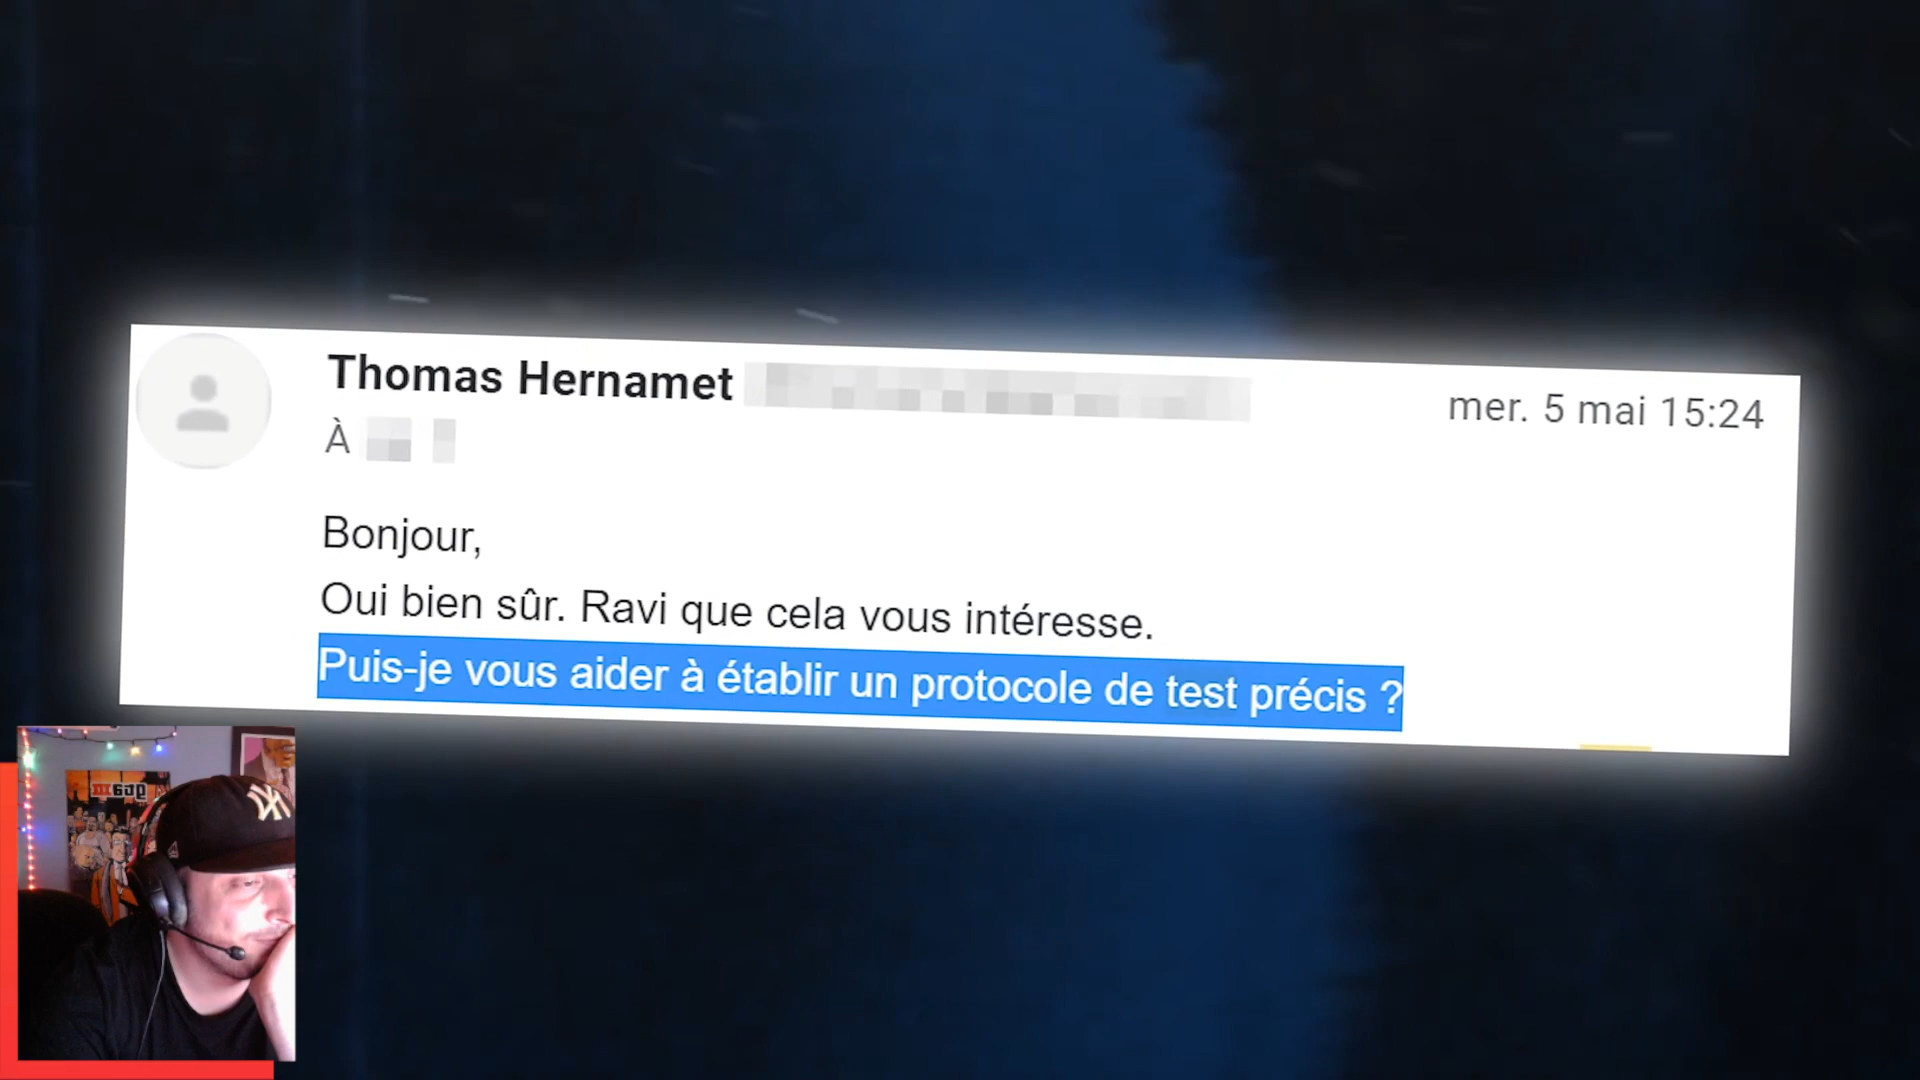 Thomas Hernamet
mer. 5 mai 15:24
À
Bonjour,
Oui bien sûr. Ravi que cela vous intéresse.
Puis-je vous aider à établir un protocole de test précis ?